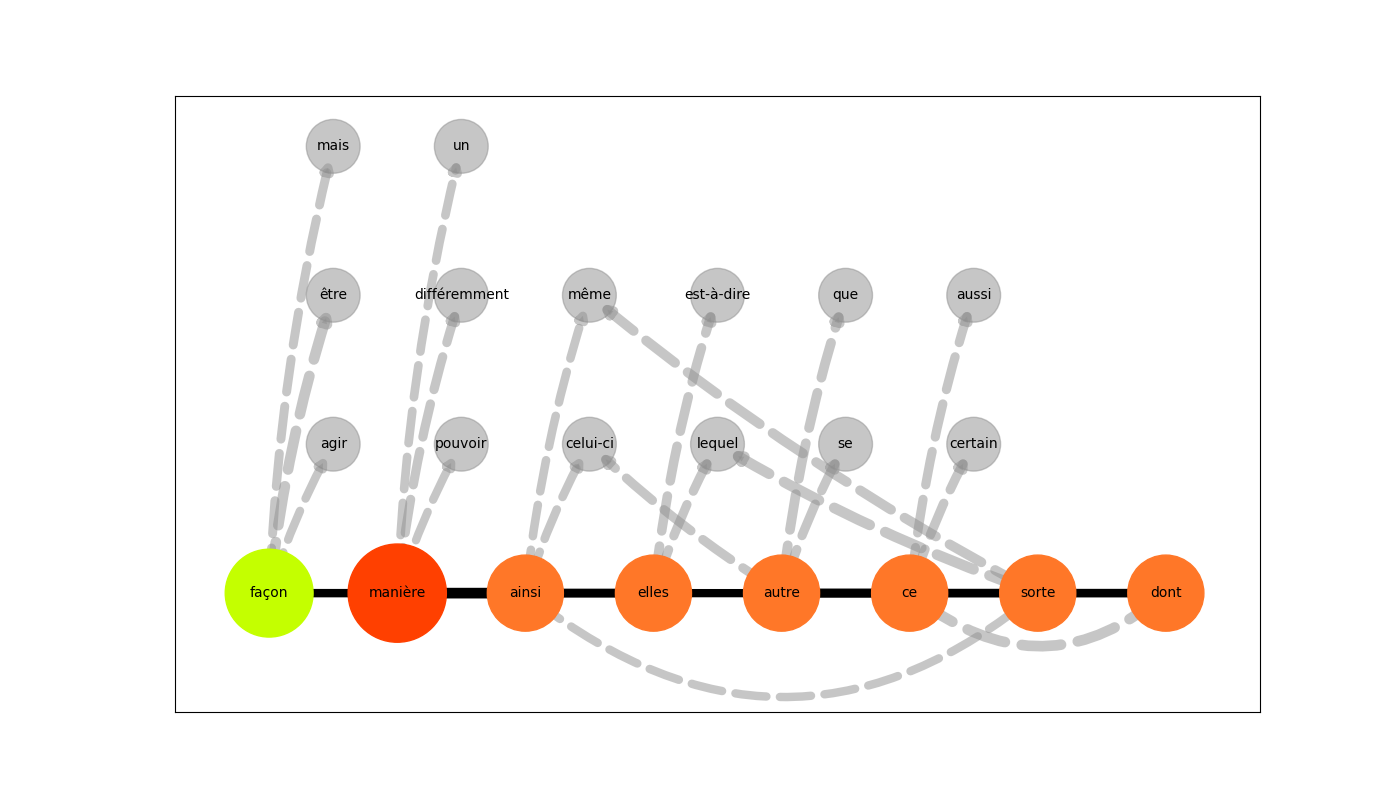 mais un
être différemment même est-à-dire que aussi
agir pouvoir celui-ci lequel se certain
façon manière ainsi elles autre ce sorte dont